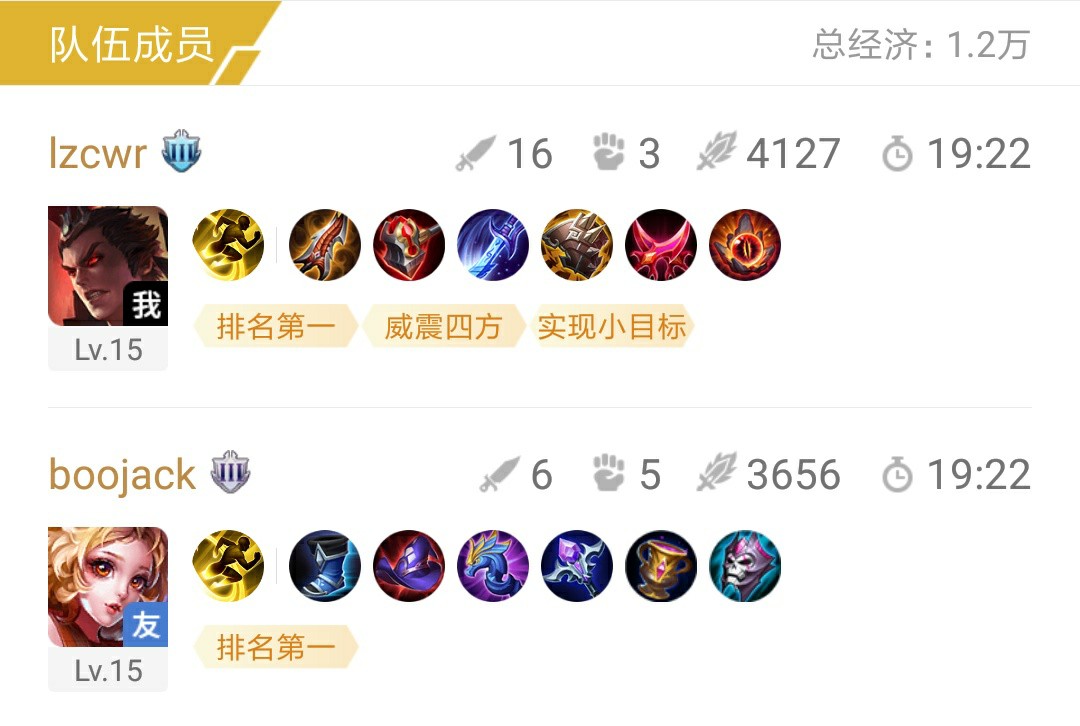 队伍成员 总经济：1.2万
lzcwr III 16 3 4127 19:22
我
Lv.15
排名第一 威震四方 实现小目标
boojack III 6 5 3656 19:22
友
Lv.15
排名第一